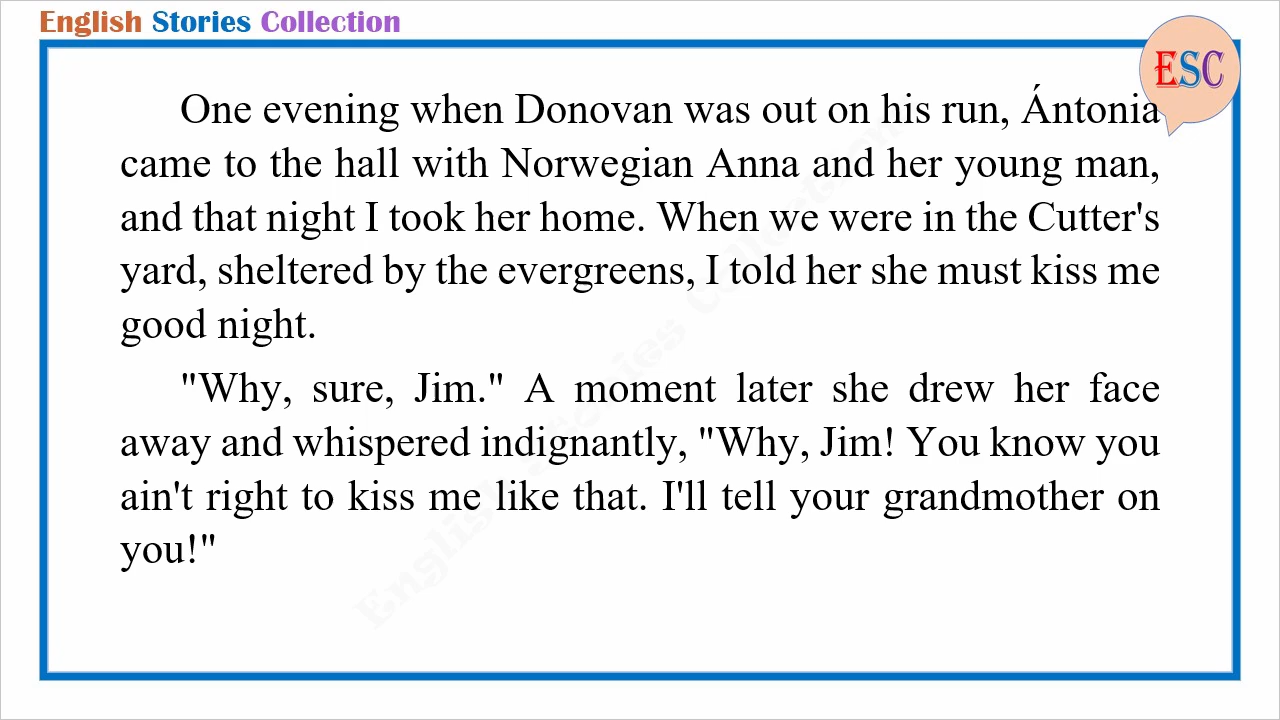 English Stories Collection
ESC
One evening when Donovan was out on his run, Ántonia
came to the hall with Norwegian Anna and her young man,
and that night I took her home. When we were in the Cutter's
yard, sheltered by the evergreens, I told her she must kiss me
good night.
"Why, sure, Jim." A moment later she drew her face
away and whispered indignantly, "Why, Jim! You know you
ain't right to kiss me like that. I'll tell your grandmother on
you!"
English Stories Collection